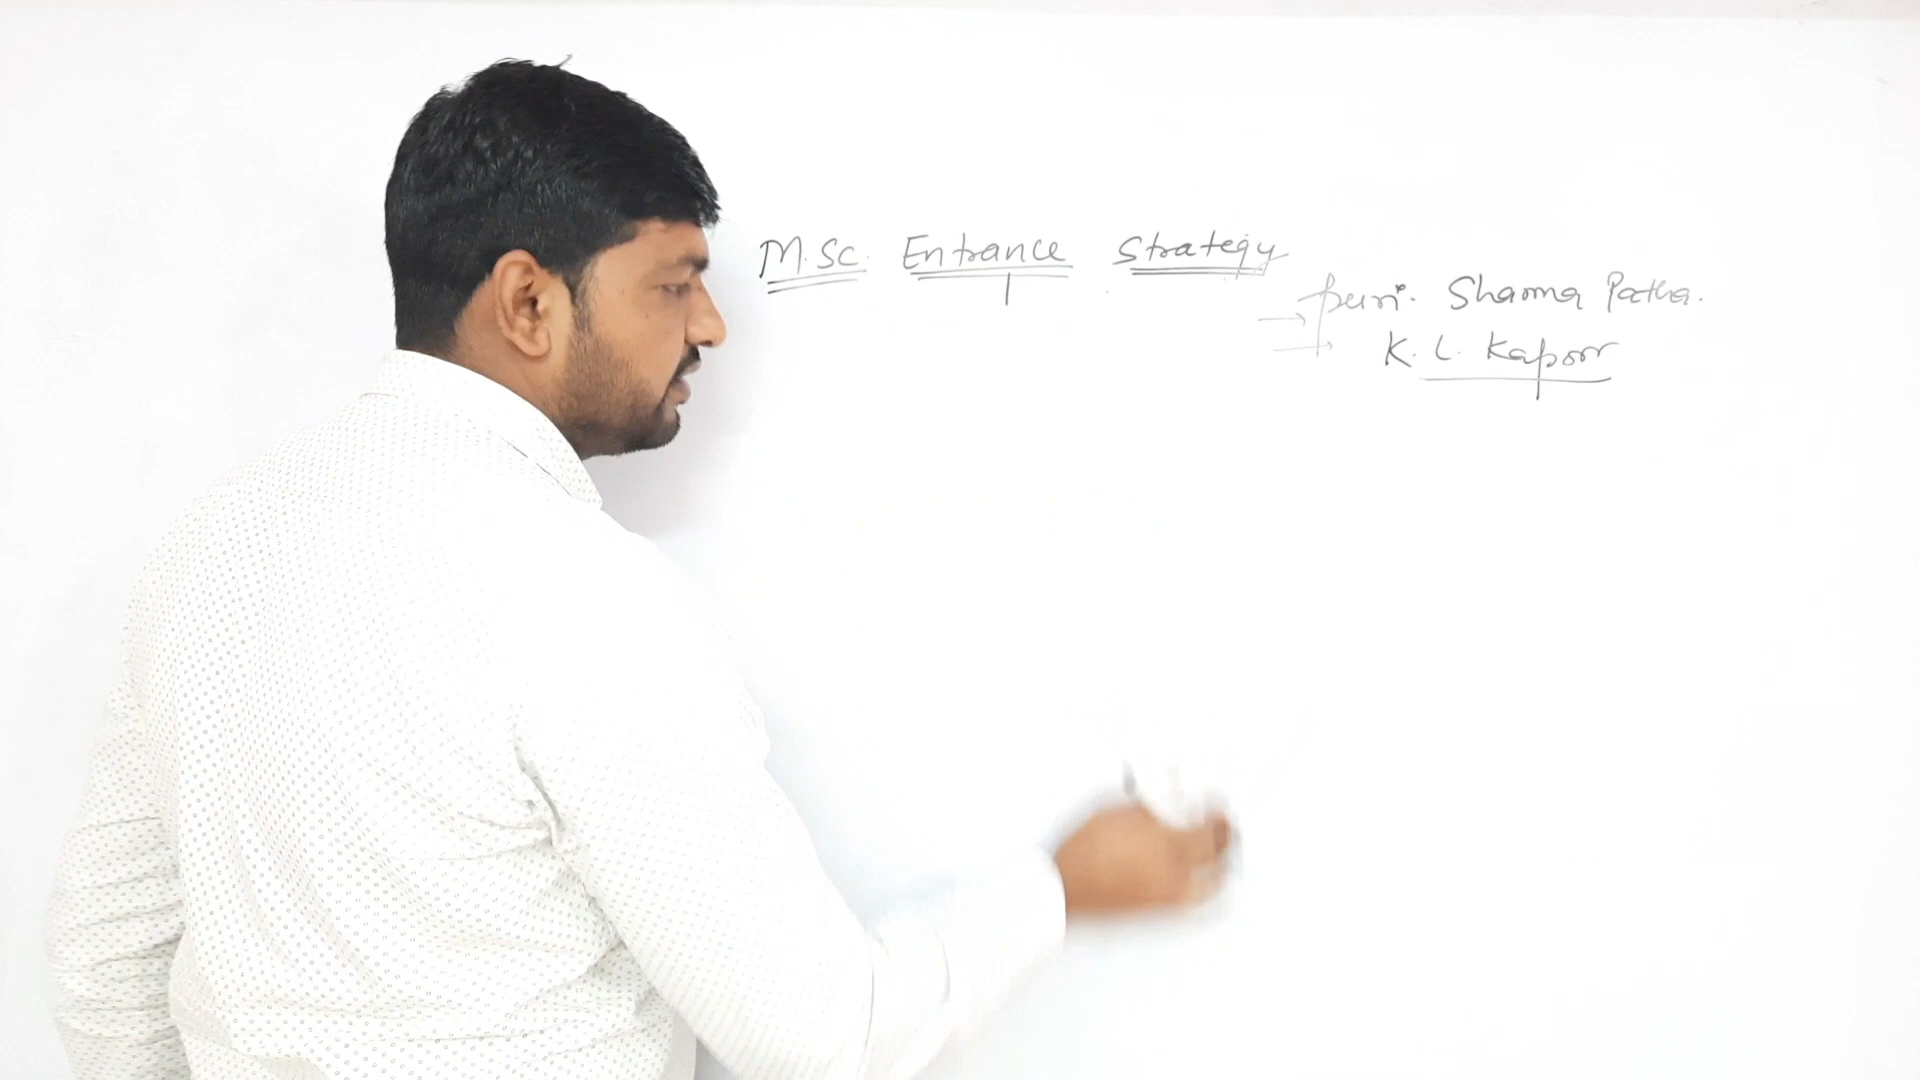 M.Sc. Entrance Strategy
puri. Sharma Patha.
K. L. Kapoor